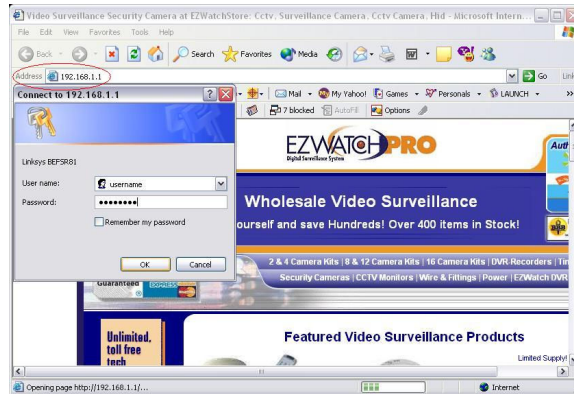 Video Surveillance Security Camera at EZWatchStore: Cctv, Surveillance Camera, Cctv Camera, Hid - Microsoft Intern...
File Edit View Favorites Tools Help
Back Search Favorites Media
Address 192.168.1.1 Go Link
Connect to 192.168.1.1
Mail My Yahoo! Games Personals LAUNCH »
7 blocked AutoFill Options
Linksys BEFSR81
User name: username
Password: ●●●●●●●●
Remember my password
OK Cancel
EZWATCH PRO
Digital Surveillance System
Auth
Wholesale Video Surveillance
ourself and save Hundreds! Over 400 items in Stock!
2 & 4 Camera Kits | 8 & 12 Camera Kits | 16 Camera Kits | DVR Recorders | Tim
Security Cameras | CCTV Monitors | Wire & Fittings | Power | EZWatch DVR
Guaranteed
Unlimited,
toll free
tech
Featured Video Surveillance Products
Limited Supply!
Opening page http://192.168.1.1/... Internet